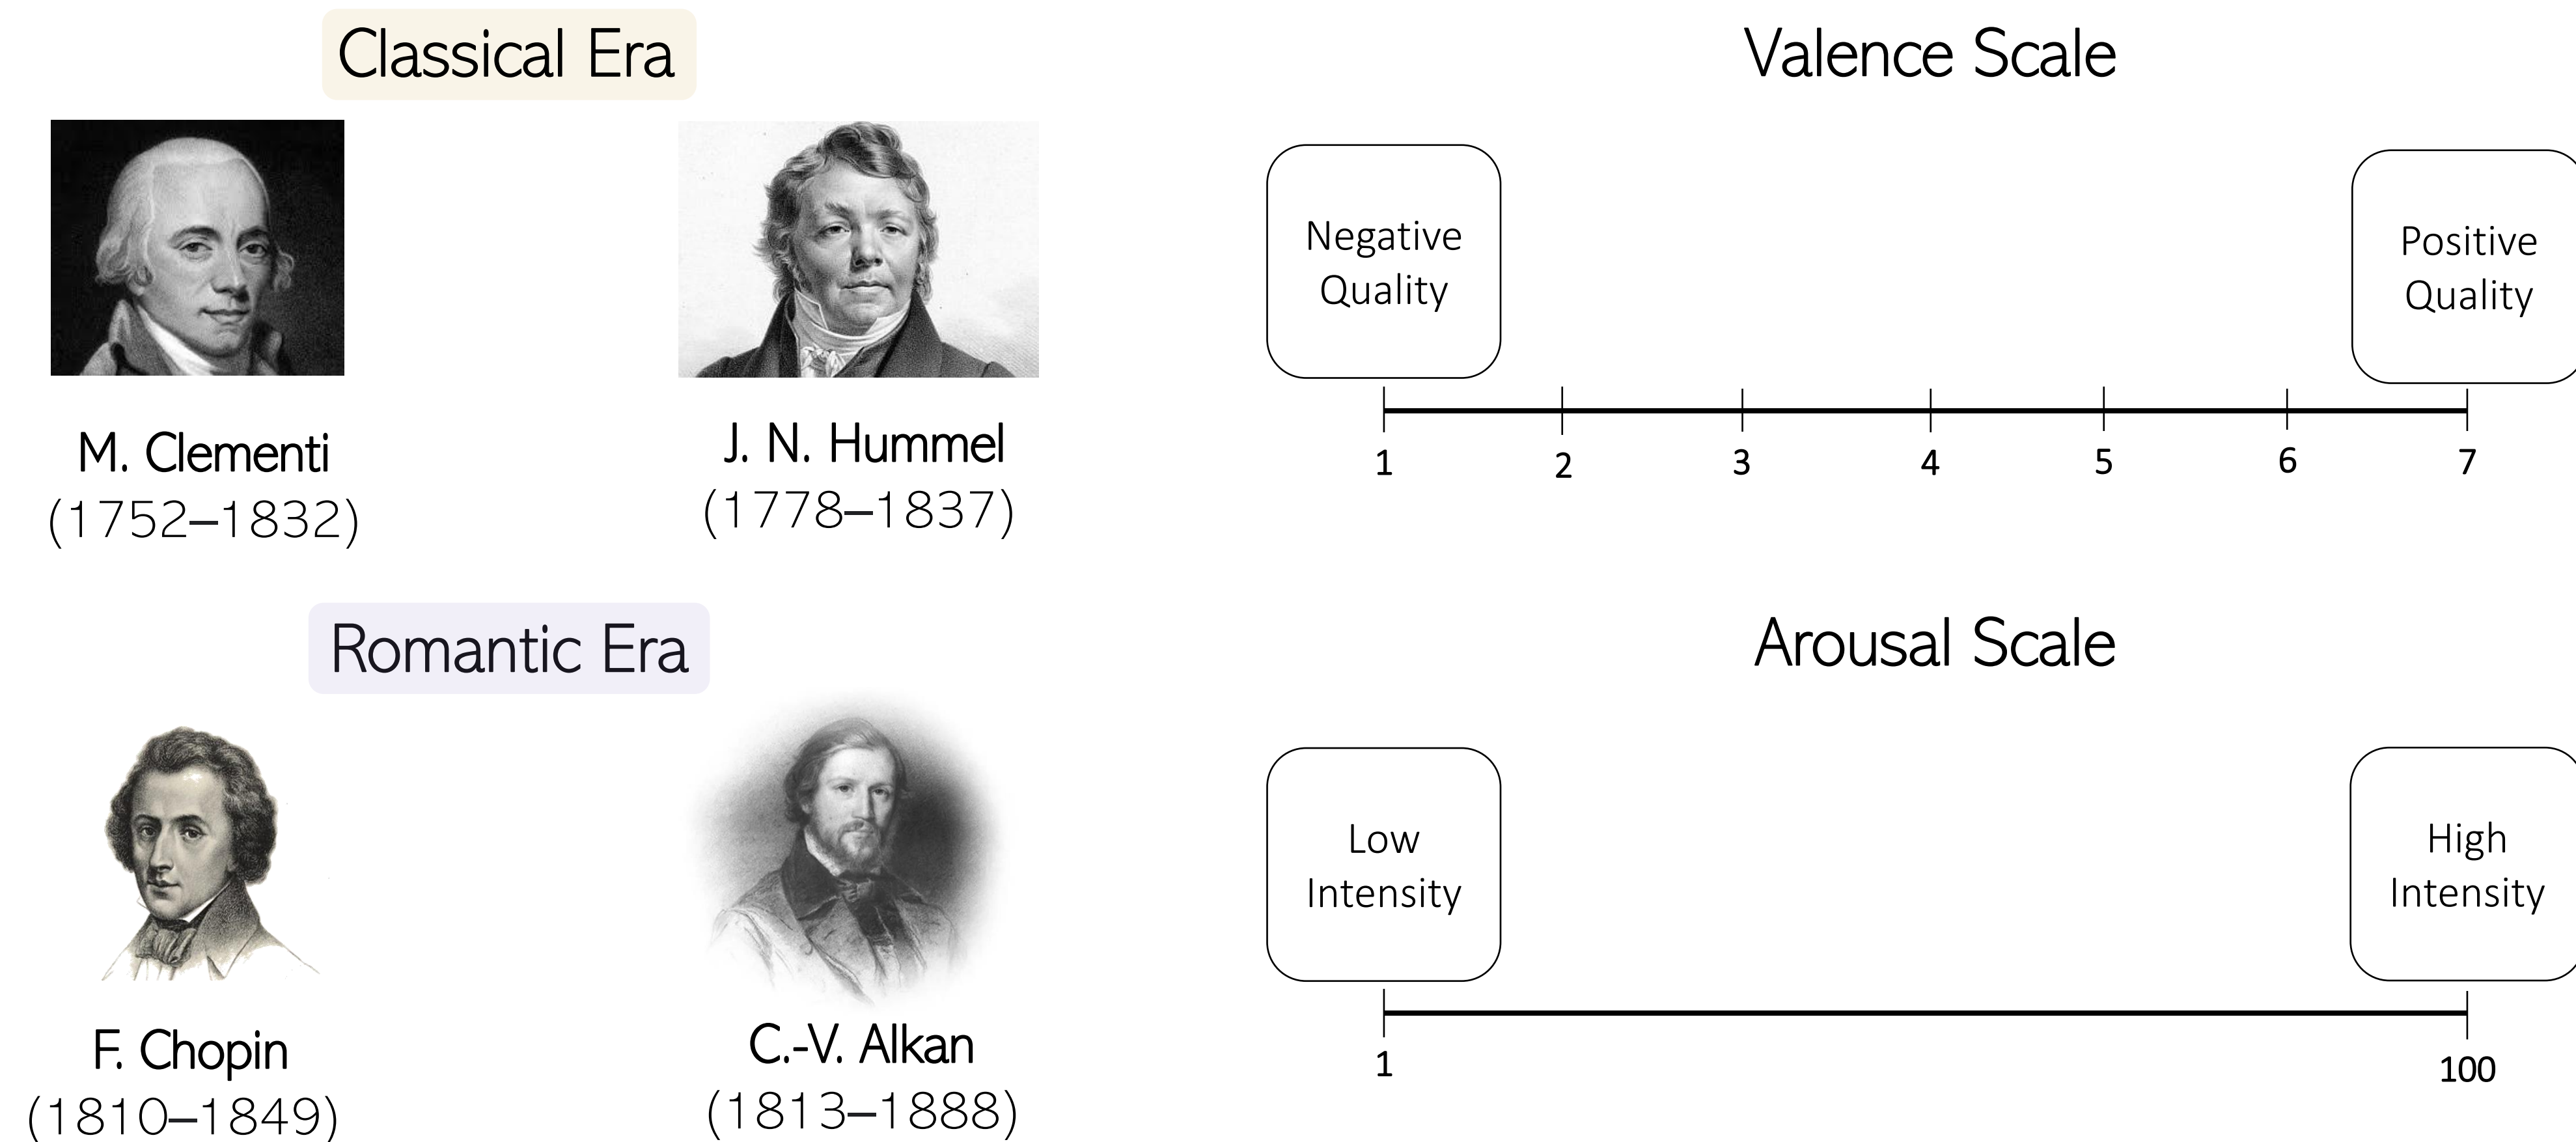 Classical Era
M. Clementi
(1752–1832)
J. N. Hummel
(1778–1837)
Romantic Era
F. Chopin
(1810–1849)
C.-V. Alkan
(1813–1888)
Valence Scale
Negative
Quality
Positive
Quality
1 2 3 4 5 6 7
Arousal Scale
Low
Intensity
High
Intensity
1 100